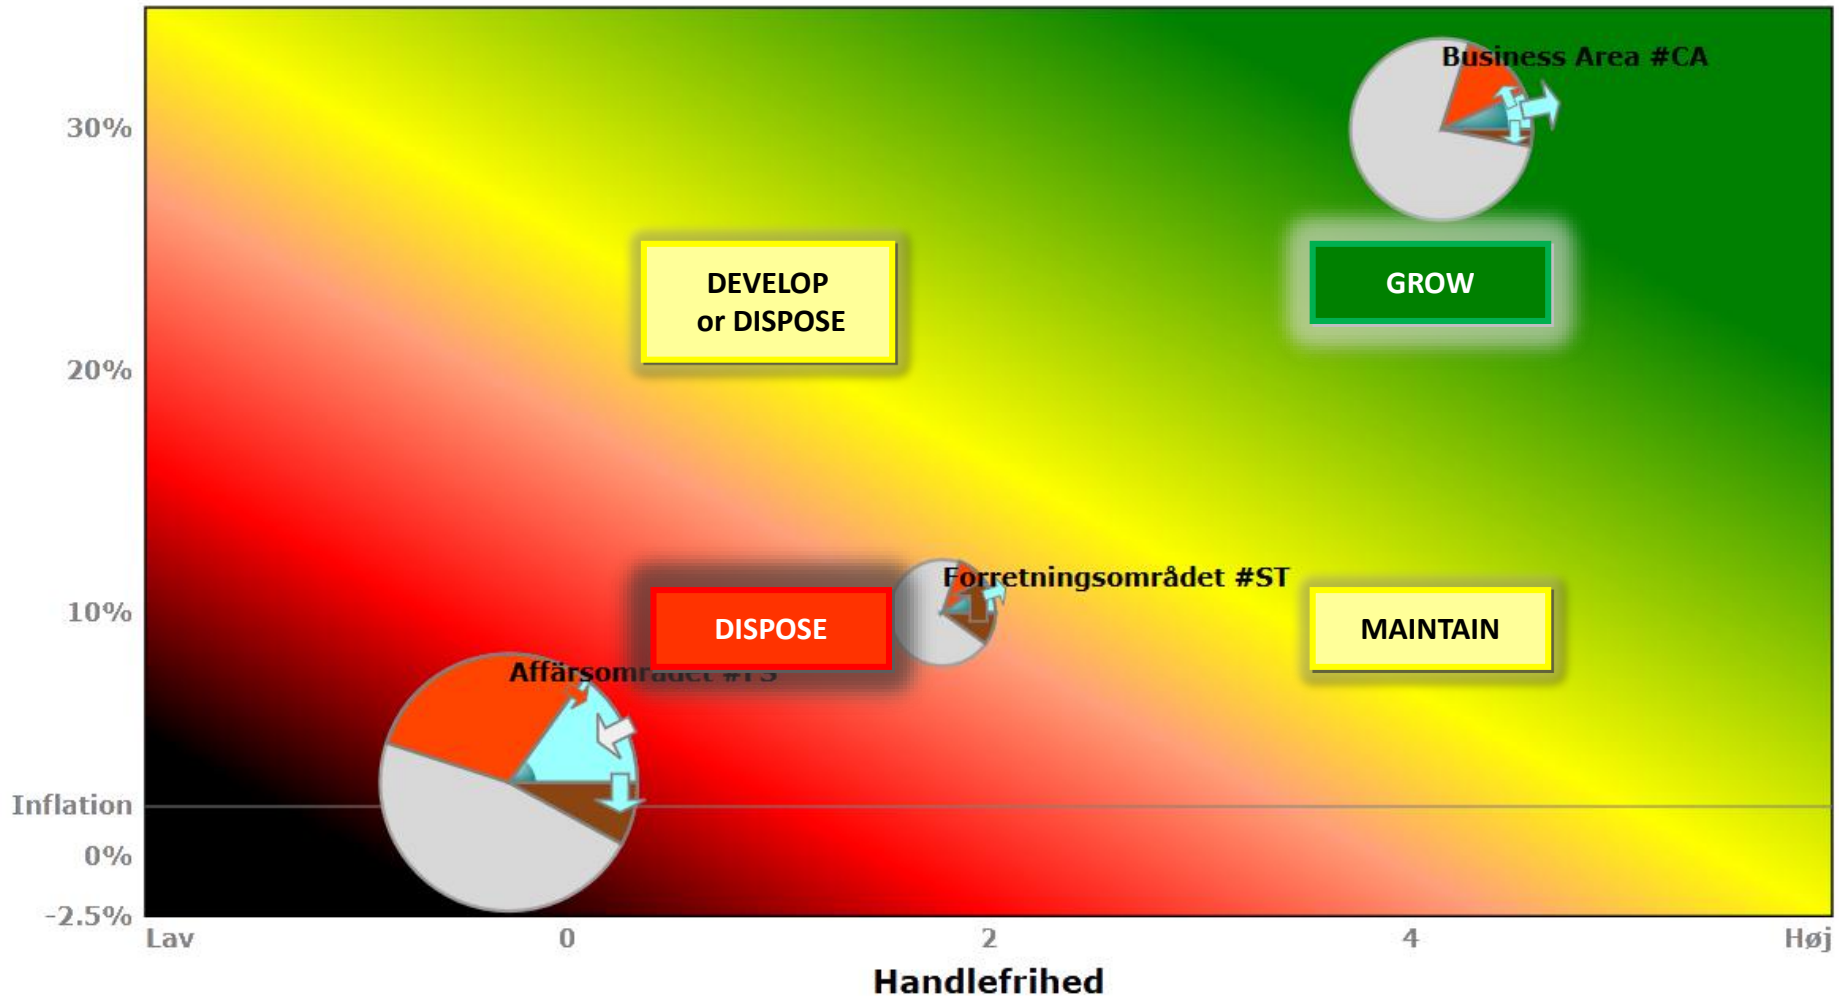 Business Area #CA
30%
DEVELOP
or DISPOSE
GROW
20%
Forretningsområdet #ST
10%
DISPOSE
MAINTAIN
Affärsområdet
Inflation
0%
-2.5%
Lav
0
2
4
Høj
Handlefrihed